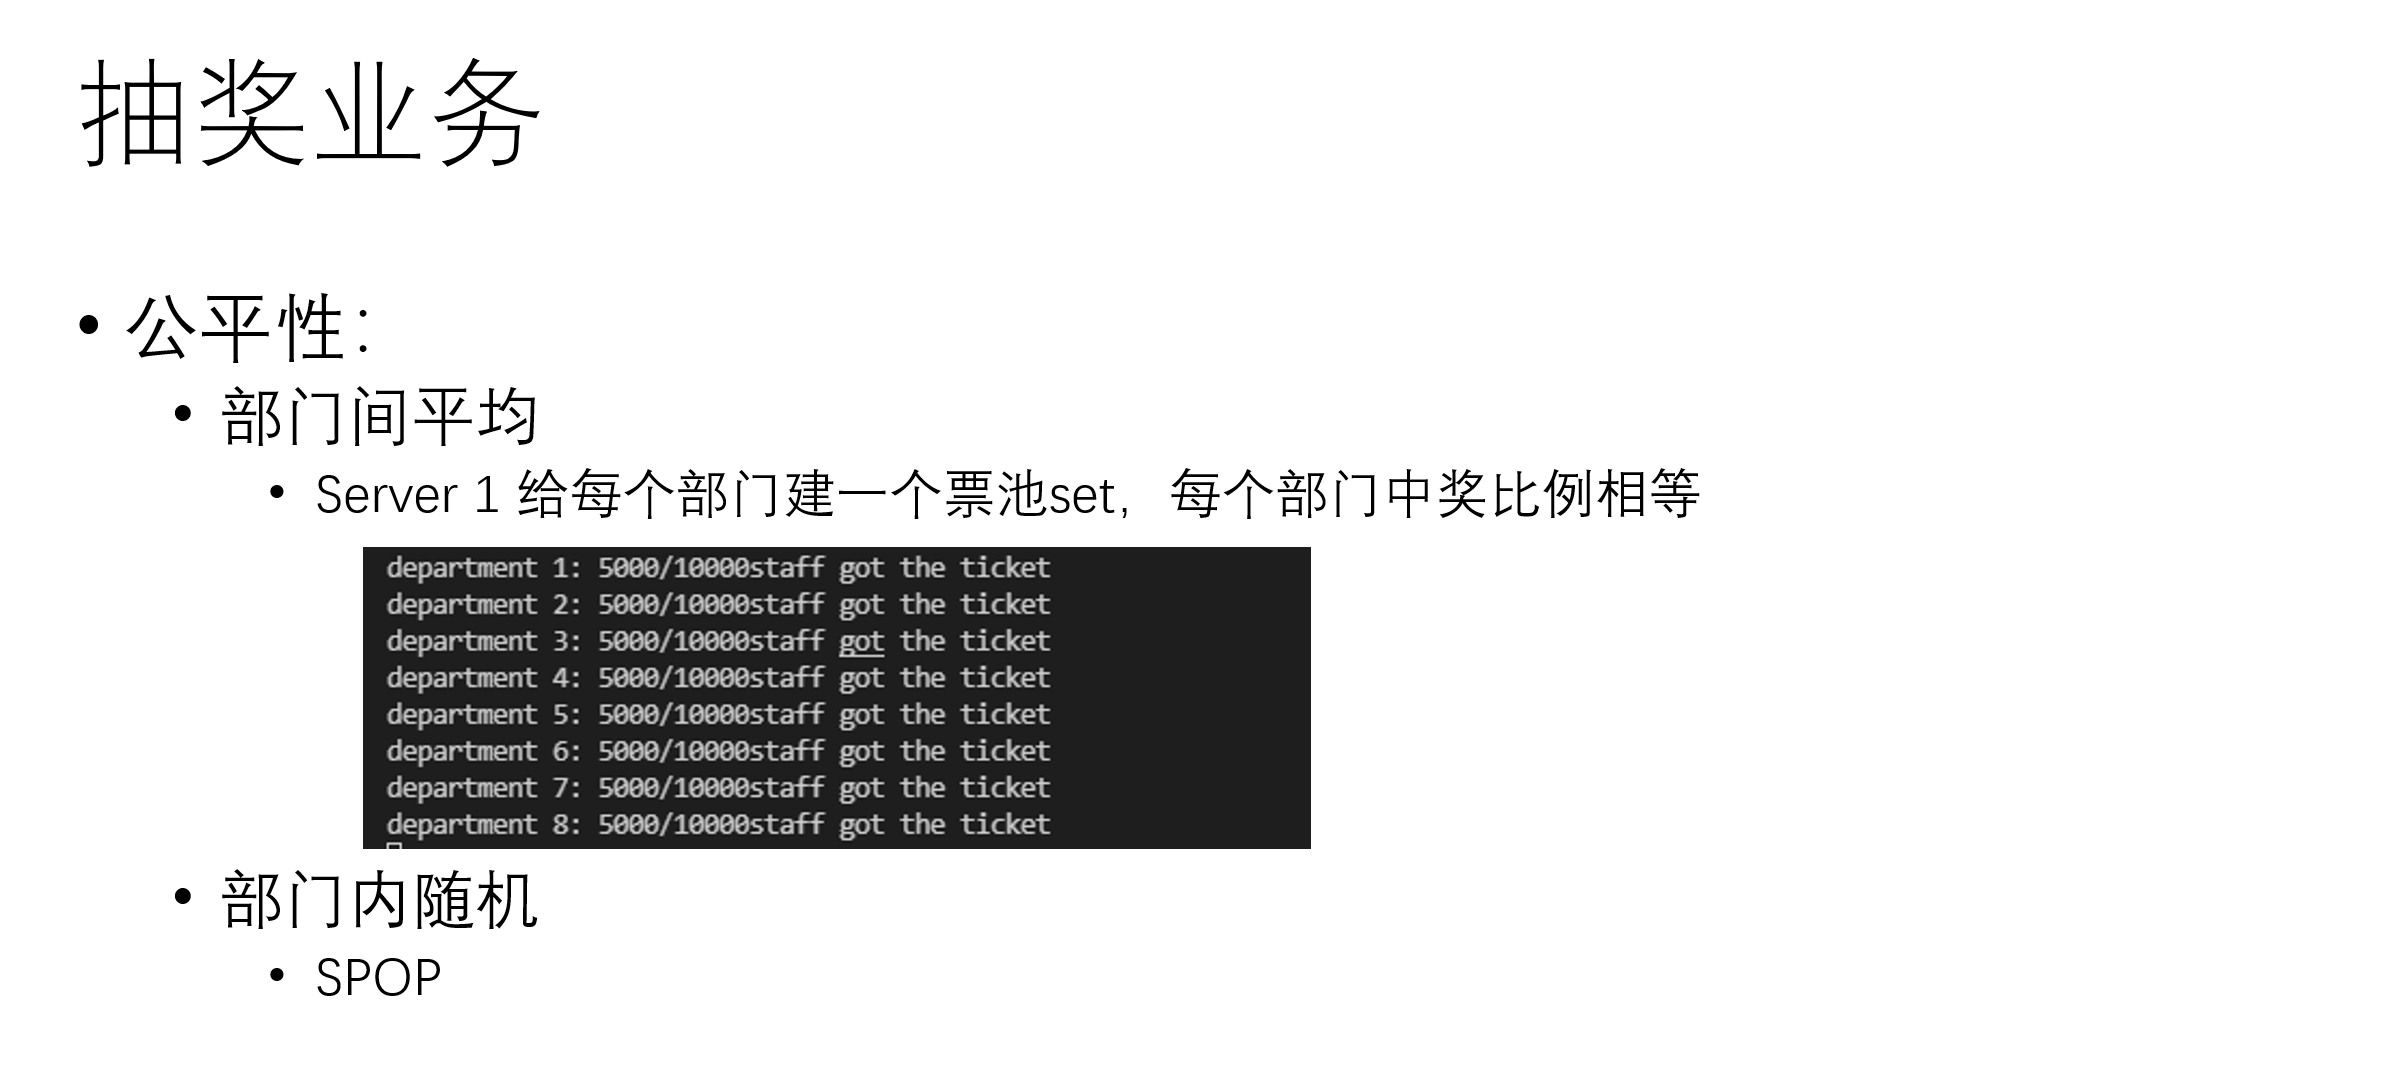 抽奖业务
• 公平性：
• 部门间平均
• Server 1 给每个部门建一个票池set，每个部门中奖比例相等
department 1: 5000/10000staff got the ticket
department 2: 5000/10000staff got the ticket
department 3: 5000/10000staff got the ticket
department 4: 5000/10000staff got the ticket
department 5: 5000/10000staff got the ticket
department 6: 5000/10000staff got the ticket
department 7: 5000/10000staff got the ticket
department 8: 5000/10000staff got the ticket
• 部门内随机
• SPOP